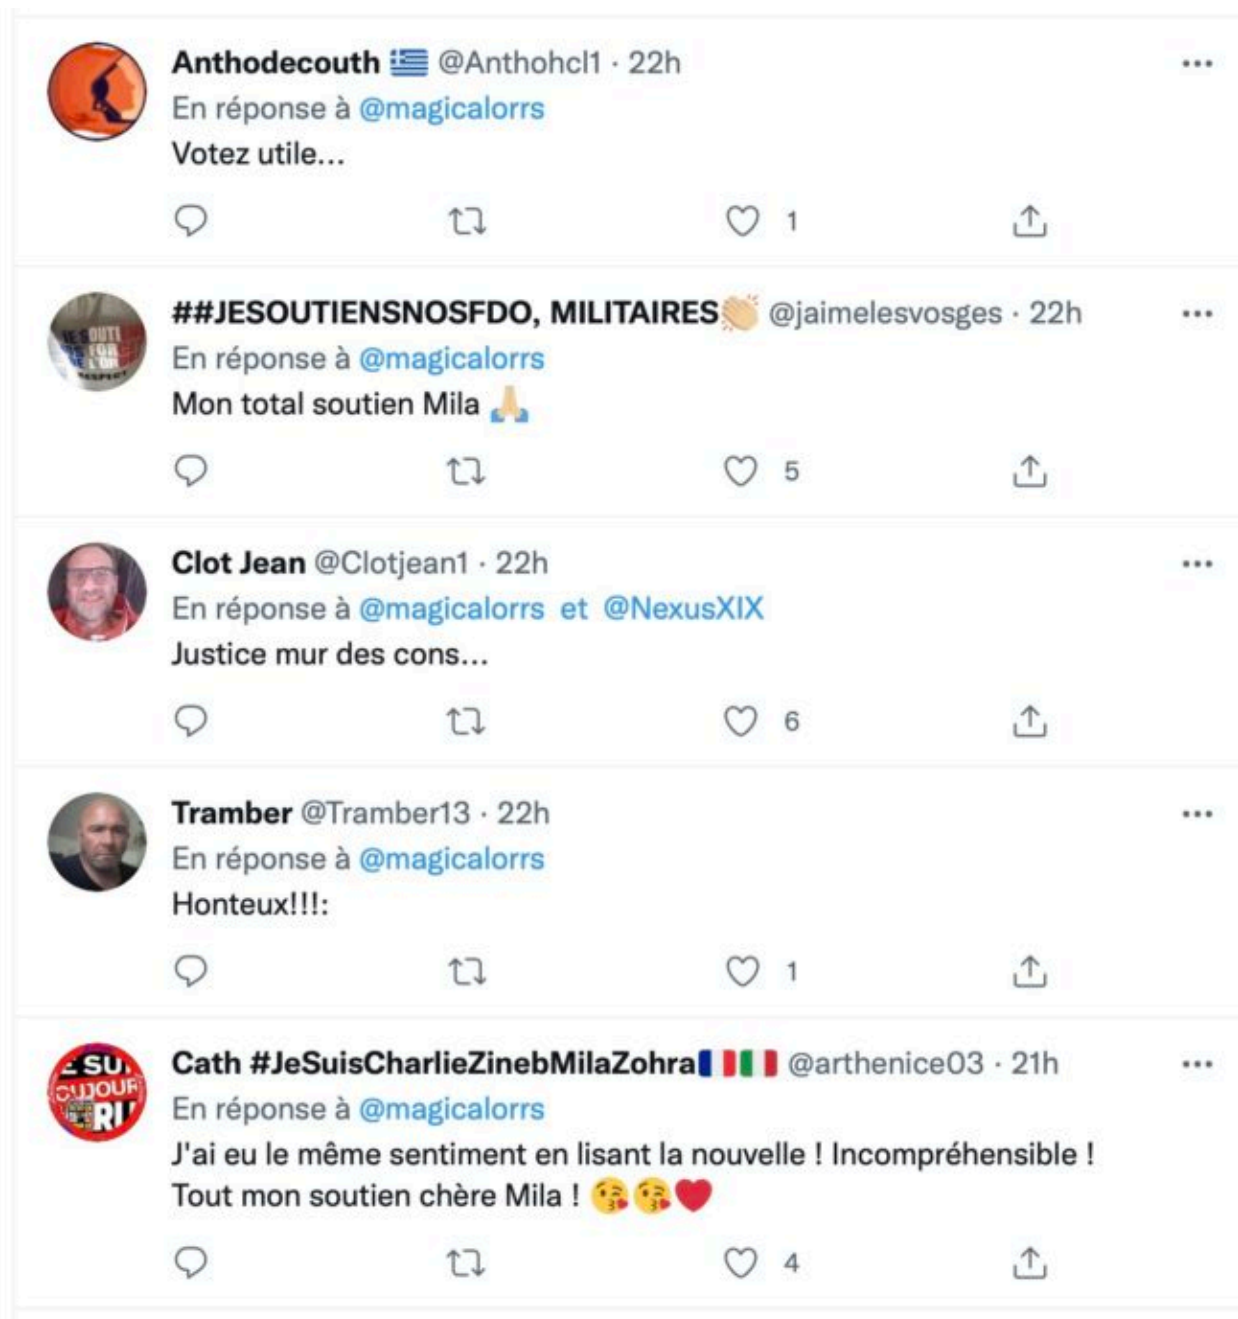 Anthodecouth 🇬🇷 @Anthohcl1 · 22h
En réponse à @magicalorrs
Votez utile...
1
##JESOUTIENSNOSFDO, MILITAIRES👏🏼 @jaimelesvosges · 22h
En réponse à @magicalorrs
Mon total soutien Mila 🙏🏼
5
Clot Jean @Clotjean1 · 22h
En réponse à @magicalorrs et @NexusXIX
Justice mur des cons...
6
Tramber @Tramber13 · 22h
En réponse à @magicalorrs
Honteux!!!:
1
Cath #JeSuisCharlieZinebMilaZohra🇫🇷🇮🇹 @arthenice03 · 21h
En réponse à @magicalorrs
J'ai eu le même sentiment en lisant la nouvelle ! Incompréhensible !
Tout mon soutien chère Mila ! 😘😘❤️
4